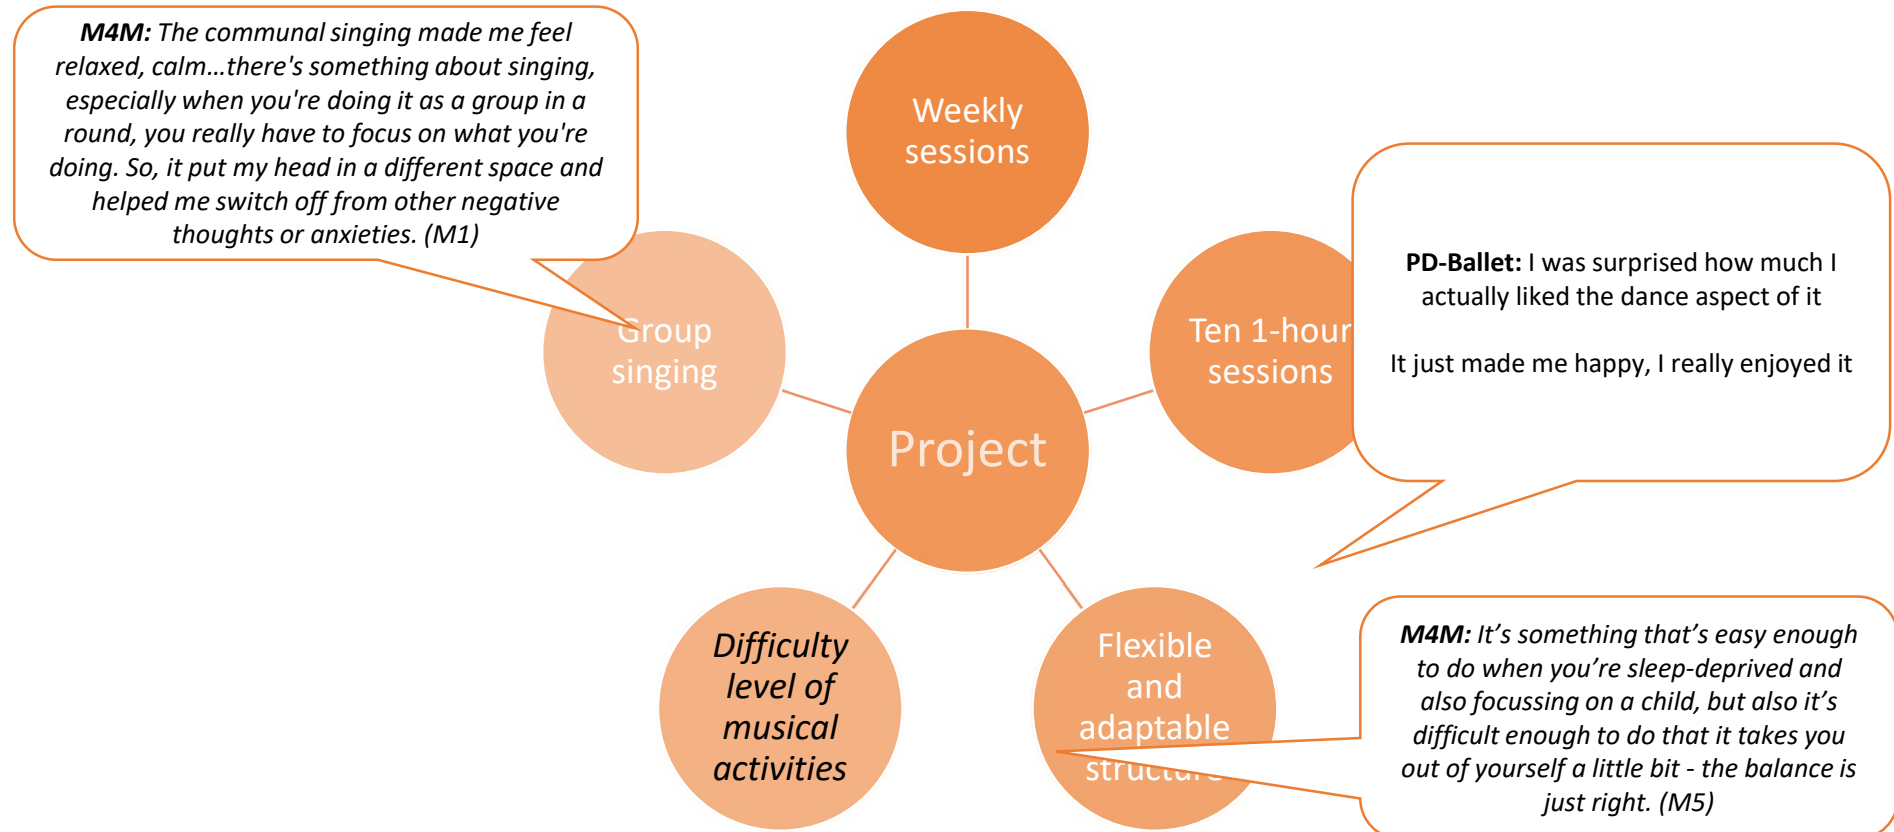 M4M: The communal singing made me feel
relaxed, calm…there's something about singing,
especially when you're doing it as a group in a
round, you really have to focus on what you're
doing. So, it put my head in a different space and
helped me switch off from other negative
thoughts or anxieties. (M1)
Weekly
sessions
PD-Ballet: I was surprised how much I
actually liked the dance aspect of it
It just made me happy, I really enjoyed it
Ten 1-hour
sessions
Group
singing
Project
Difficulty
level of
musical
activities
Flexible
and
adaptable
structure
M4M: It’s something that’s easy enough
to do when you’re sleep-deprived and
also focussing on a child, but also it’s
difficult enough to do that it takes you
out of yourself a little bit - the balance is
just right. (M5)